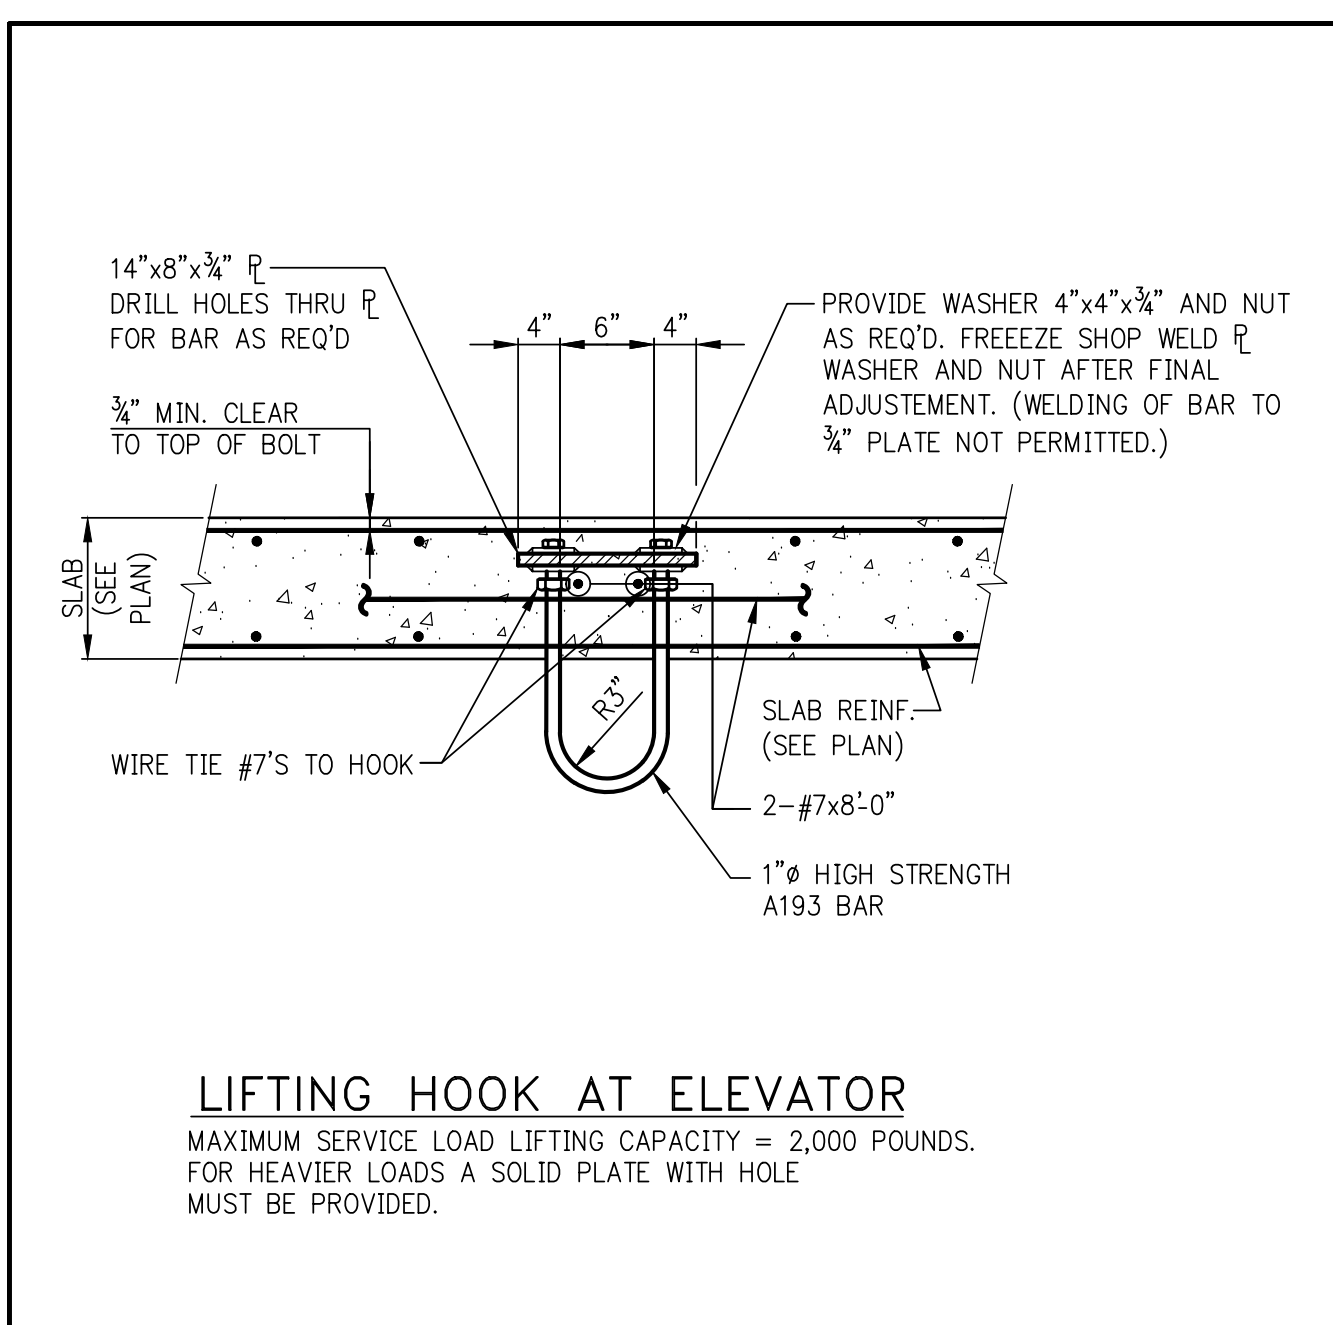 14"x8"x¾" ℄
DRILL HOLES THRU ℄
FOR BAR AS REQ'D
¾" MIN. CLEAR
TO TOP OF BOLT
4"
6"
4"
PROVIDE WASHER 4"x4"x¾" AND NUT
AS REQ'D. FREEEZE SHOP WELD ℄
WASHER AND NUT AFTER FINAL
ADJUSTEMENT. (WELDING OF BAR TO
¾" PLATE NOT PERMITTED.)
SLAB
(SEE
PLAN)
R3"
WIRE TIE #7'S TO HOOK
SLAB REINF.
(SEE PLAN)
2-#7x8'-0"
1"ø HIGH STRENGTH
A193 BAR
LIFTING HOOK AT ELEVATOR
MAXIMUM SERVICE LOAD LIFTING CAPACITY = 2,000 POUNDS.
FOR HEAVIER LOADS A SOLID PLATE WITH HOLE
MUST BE PROVIDED.